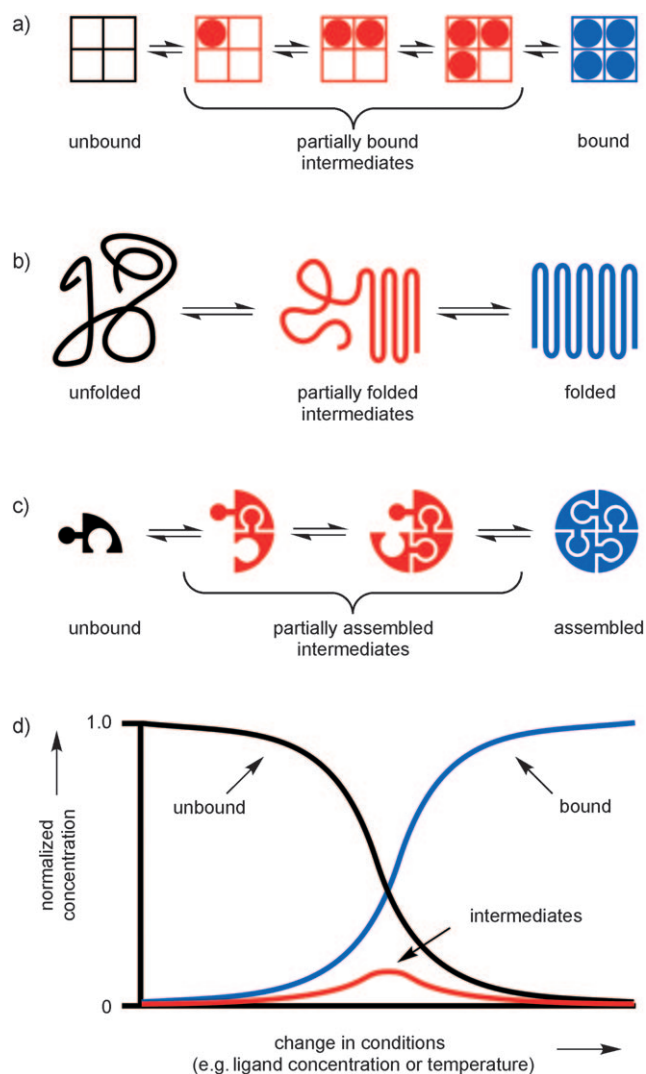 a)
unbound
partially bound
intermediates
bound
b)
unfolded
partially folded
intermediates
folded
c)
unbound
partially assembled
intermediates
assembled
d)
1.0
normalized
concentration
unbound
bound
intermediates
0
change in conditions
(e.g. ligand concentration or temperature)